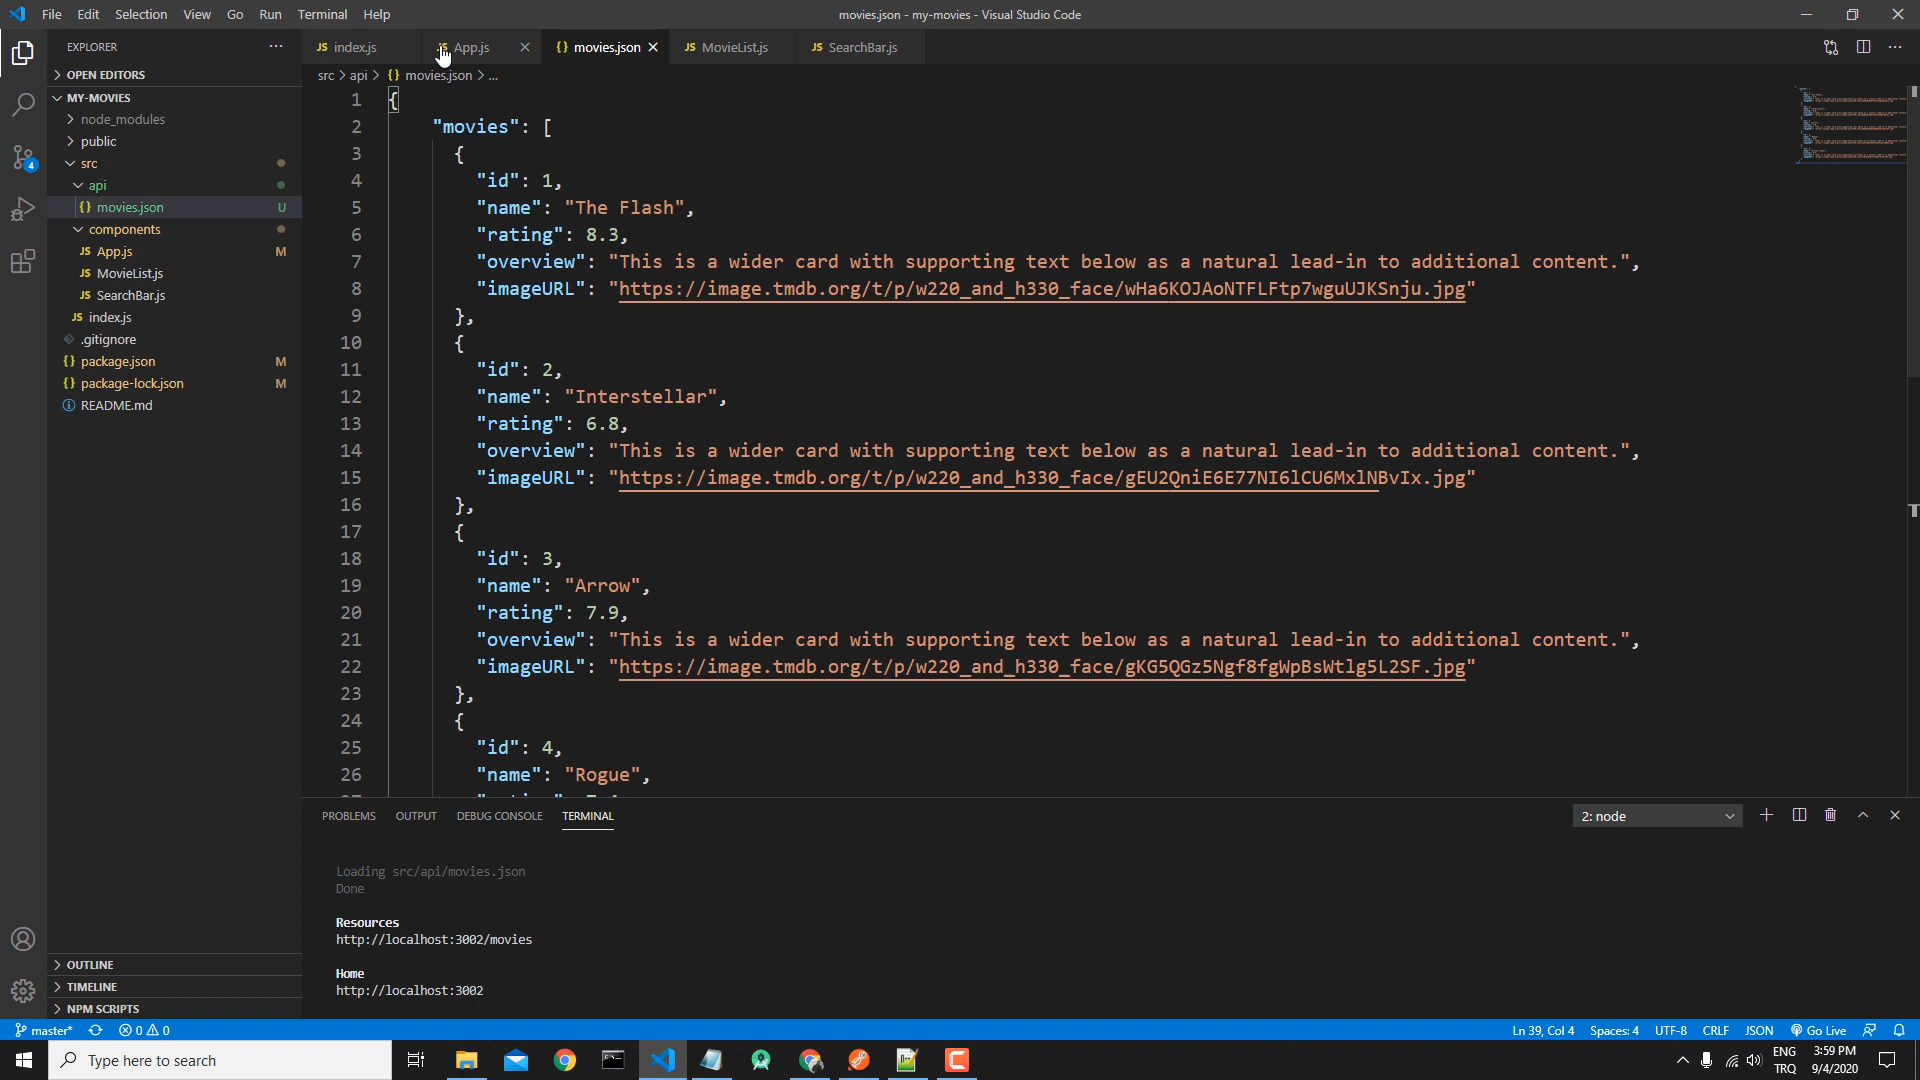 File Edit Selection View Go Run Terminal Help
movies.json - my-movies - Visual Studio Code
EXPLORER
OPEN EDITORS
MY-MOVIES
node_modules
public
src
api
{} movies.json U
components
JS App.js M
JS MovieList.js
JS SearchBar.js
JS index.js
.gitignore
{} package.json M
{} package-lock.json M
README.md
OUTLINE
TIMELINE
NPM SCRIPTS
4
JS index.js JS App.js {} movies.json JS MovieList.js JS SearchBar.js
src > api > {} movies.json > ...
1 {
2 "movies": [
3 {
4 "id": 1,
5 "name": "The Flash",
6 "rating": 8.3,
7 "overview": "This is a wider card with supporting text below as a natural lead-in to additional content.",
8 "imageURL": "https://image.tmdb.org/t/p/w220_and_h330_face/wHa6KOJAoNTFLFtp7wguUJKSnju.jpg"
9 },
10 {
11 "id": 2,
12 "name": "Interstellar",
13 "rating": 6.8,
14 "overview": "This is a wider card with supporting text below as a natural lead-in to additional content.",
15 "imageURL": "https://image.tmdb.org/t/p/w220_and_h330_face/gEU2QniE6E77NI6lCU6MxlNBvIx.jpg"
16 },
17 {
18 "id": 3,
19 "name": "Arrow",
20 "rating": 7.9,
21 "overview": "This is a wider card with supporting text below as a natural lead-in to additional content.",
22 "imageURL": "https://image.tmdb.org/t/p/w220_and_h330_face/gKG5QGz5Ngf8fgWpBsWtlg5L2SF.jpg"
23 },
24 {
25 "id": 4,
26 "name": "Rogue",
PROBLEMS OUTPUT DEBUG CONSOLE TERMINAL
2: node
Loading src/api/movies.json
Done
Resources
http://localhost:3002/movies
Home
http://localhost:3002
master* 0 0
Ln 39, Col 4 Spaces: 4 UTF-8 CRLF JSON Go Live
Type here to search
ENG
TRQ
3:59 PM
9/4/2020